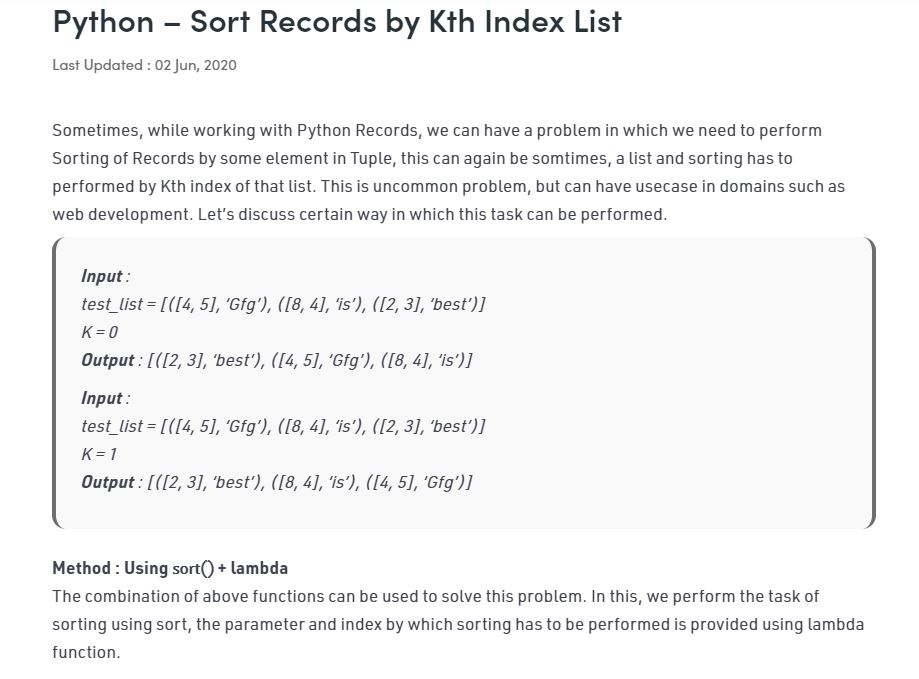 Python – Sort Records by Kth Index List
Last Updated : 02 Jun, 2020
Sometimes, while working with Python Records, we can have a problem in which we need to perform
Sorting of Records by some element in Tuple, this can again be somtimes, a list and sorting has to
performed by Kth index of that list. This is uncommon problem, but can have usecase in domains such as
web development. Let’s discuss certain way in which this task can be performed.
Input :
test_list = [([4, 5], ‘Gfg’), ([8, 4], ‘is’), ([2, 3], ‘best’)]
K = 0
Output : [([2, 3], ‘best’), ([4, 5], ‘Gfg’), ([8, 4], ‘is’)]
Input :
test_list = [([4, 5], ‘Gfg’), ([8, 4], ‘is’), ([2, 3], ‘best’)]
K = 1
Output : [([2, 3], ‘best’), ([8, 4], ‘is’), ([4, 5], ‘Gfg’)]
Method : Using sort() + lambda
The combination of above functions can be used to solve this problem. In this, we perform the task of
sorting using sort, the parameter and index by which sorting has to be performed is provided using lambda
function.